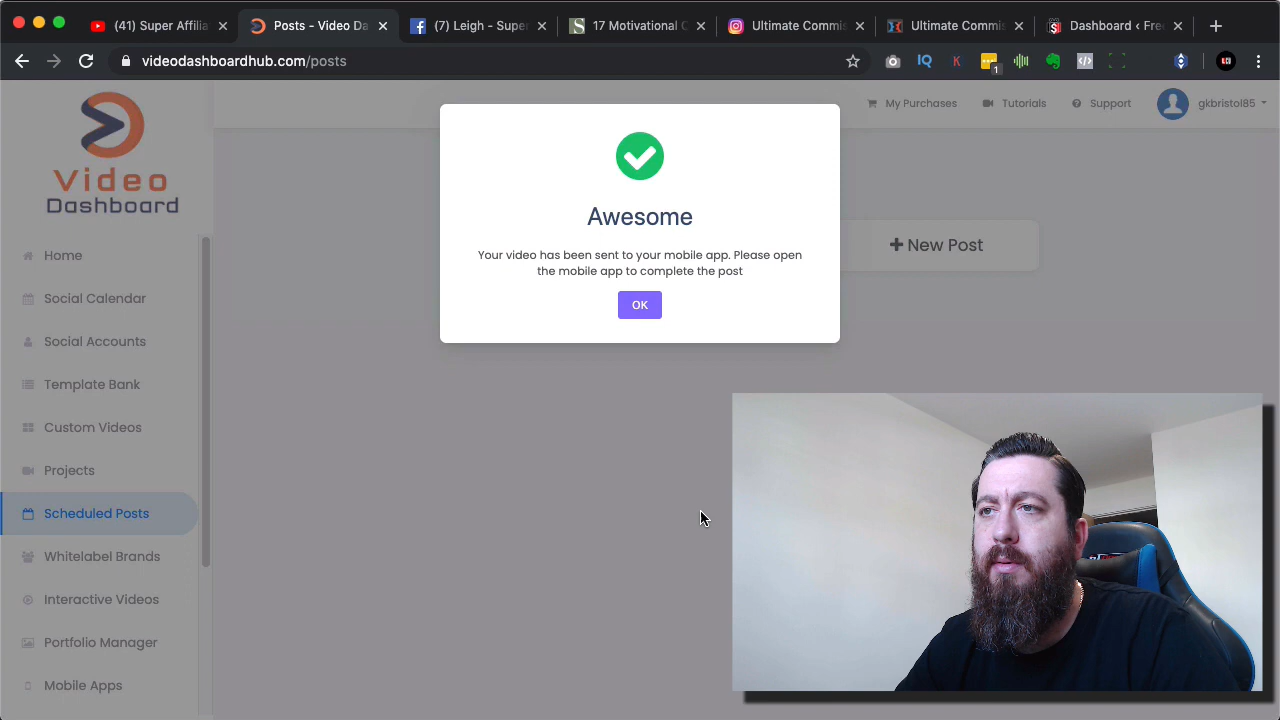 (41) Super Affilia
Posts - Video Da
(7) Leigh - Supe
17 Motivational
Ultimate Commis
Ultimate Commis
Dashboard ‹ Fre
videodashboardhub.com/posts
IQ
K
1
My Purchases
Tutorials
Support
gkbristol85
Video
Dashboard
Awesome
Your video has been sent to your mobile app. Please open
the mobile app to complete the post
OK
New Post
Home
Social Calendar
Social Accounts
Template Bank
Custom Videos
Projects
Scheduled Posts
Whitelabel Brands
Interactive Videos
Portfolio Manager
Mobile Apps